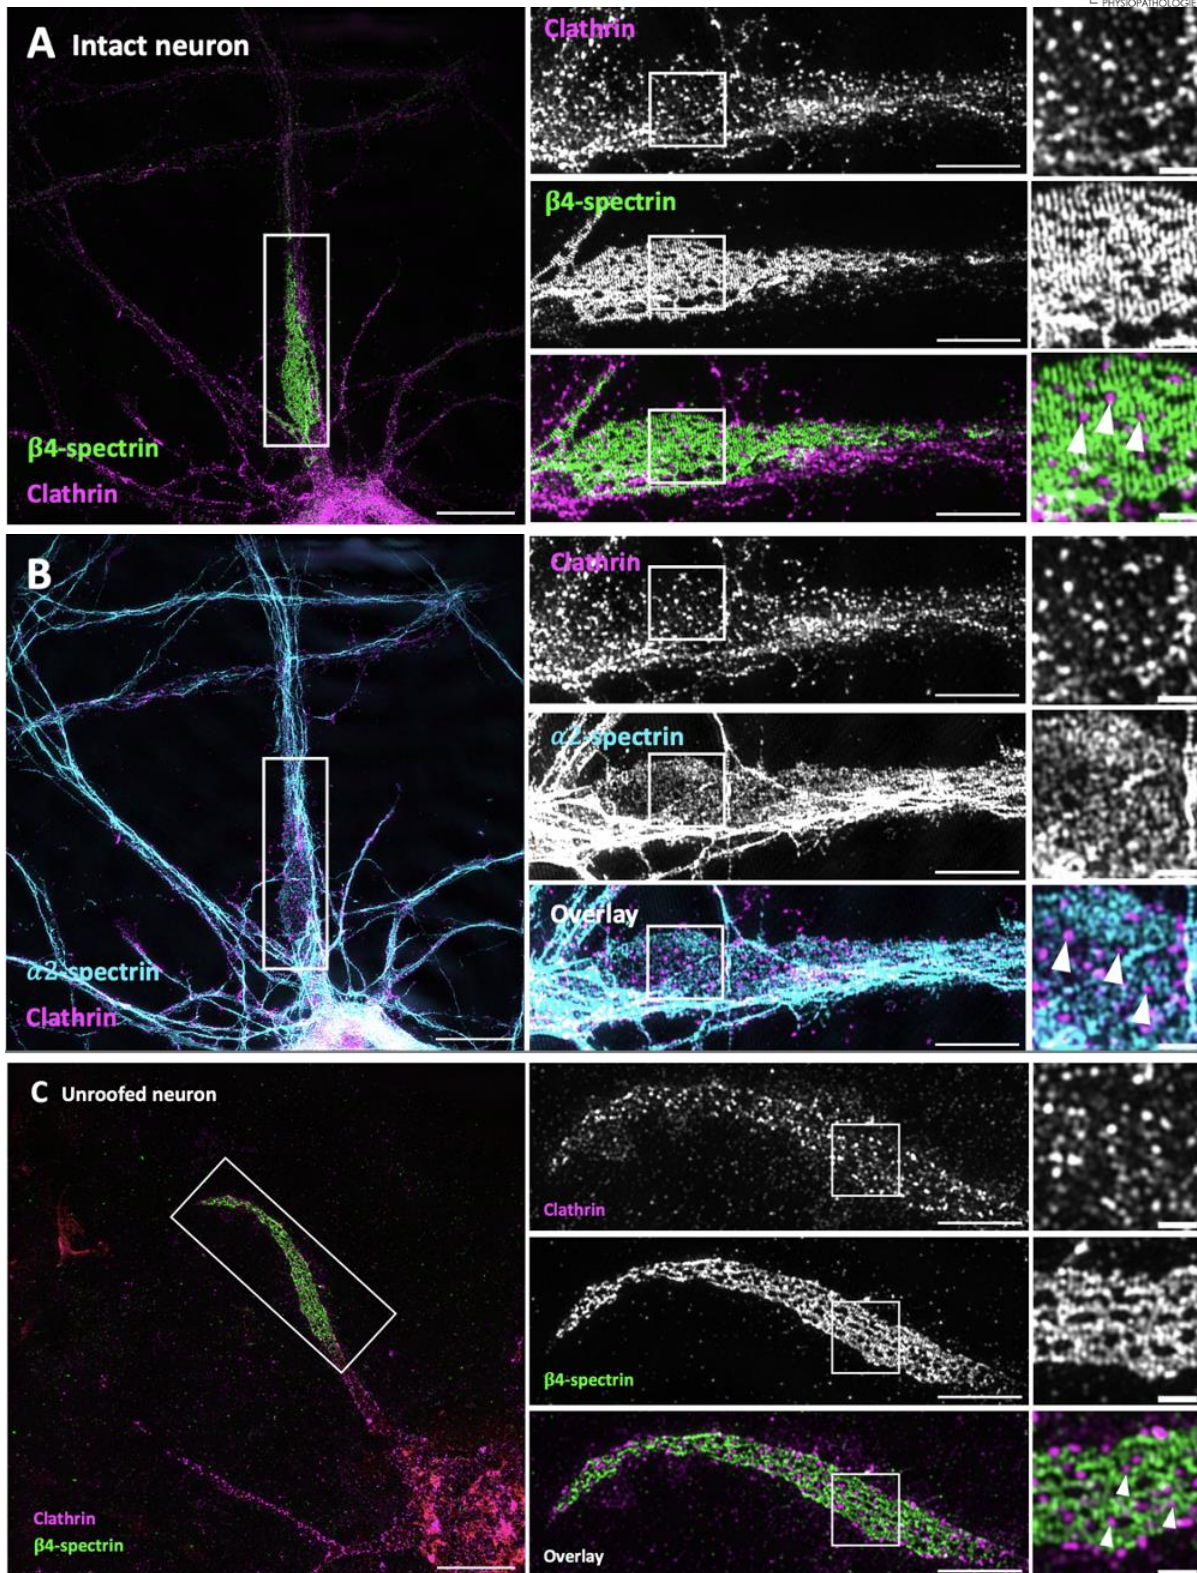 PHYSIOPATHOLOGIE
A Intact neuron
β4-spectrin
Clathrin
Clathrin
β4-spectrin
B
α2-spectrin
Clathrin
Clathrin
α2-spectrin
Overlay
C Unroofed neuron
Clathrin
β4-spectrin
Clathrin
β4-spectrin
Overlay